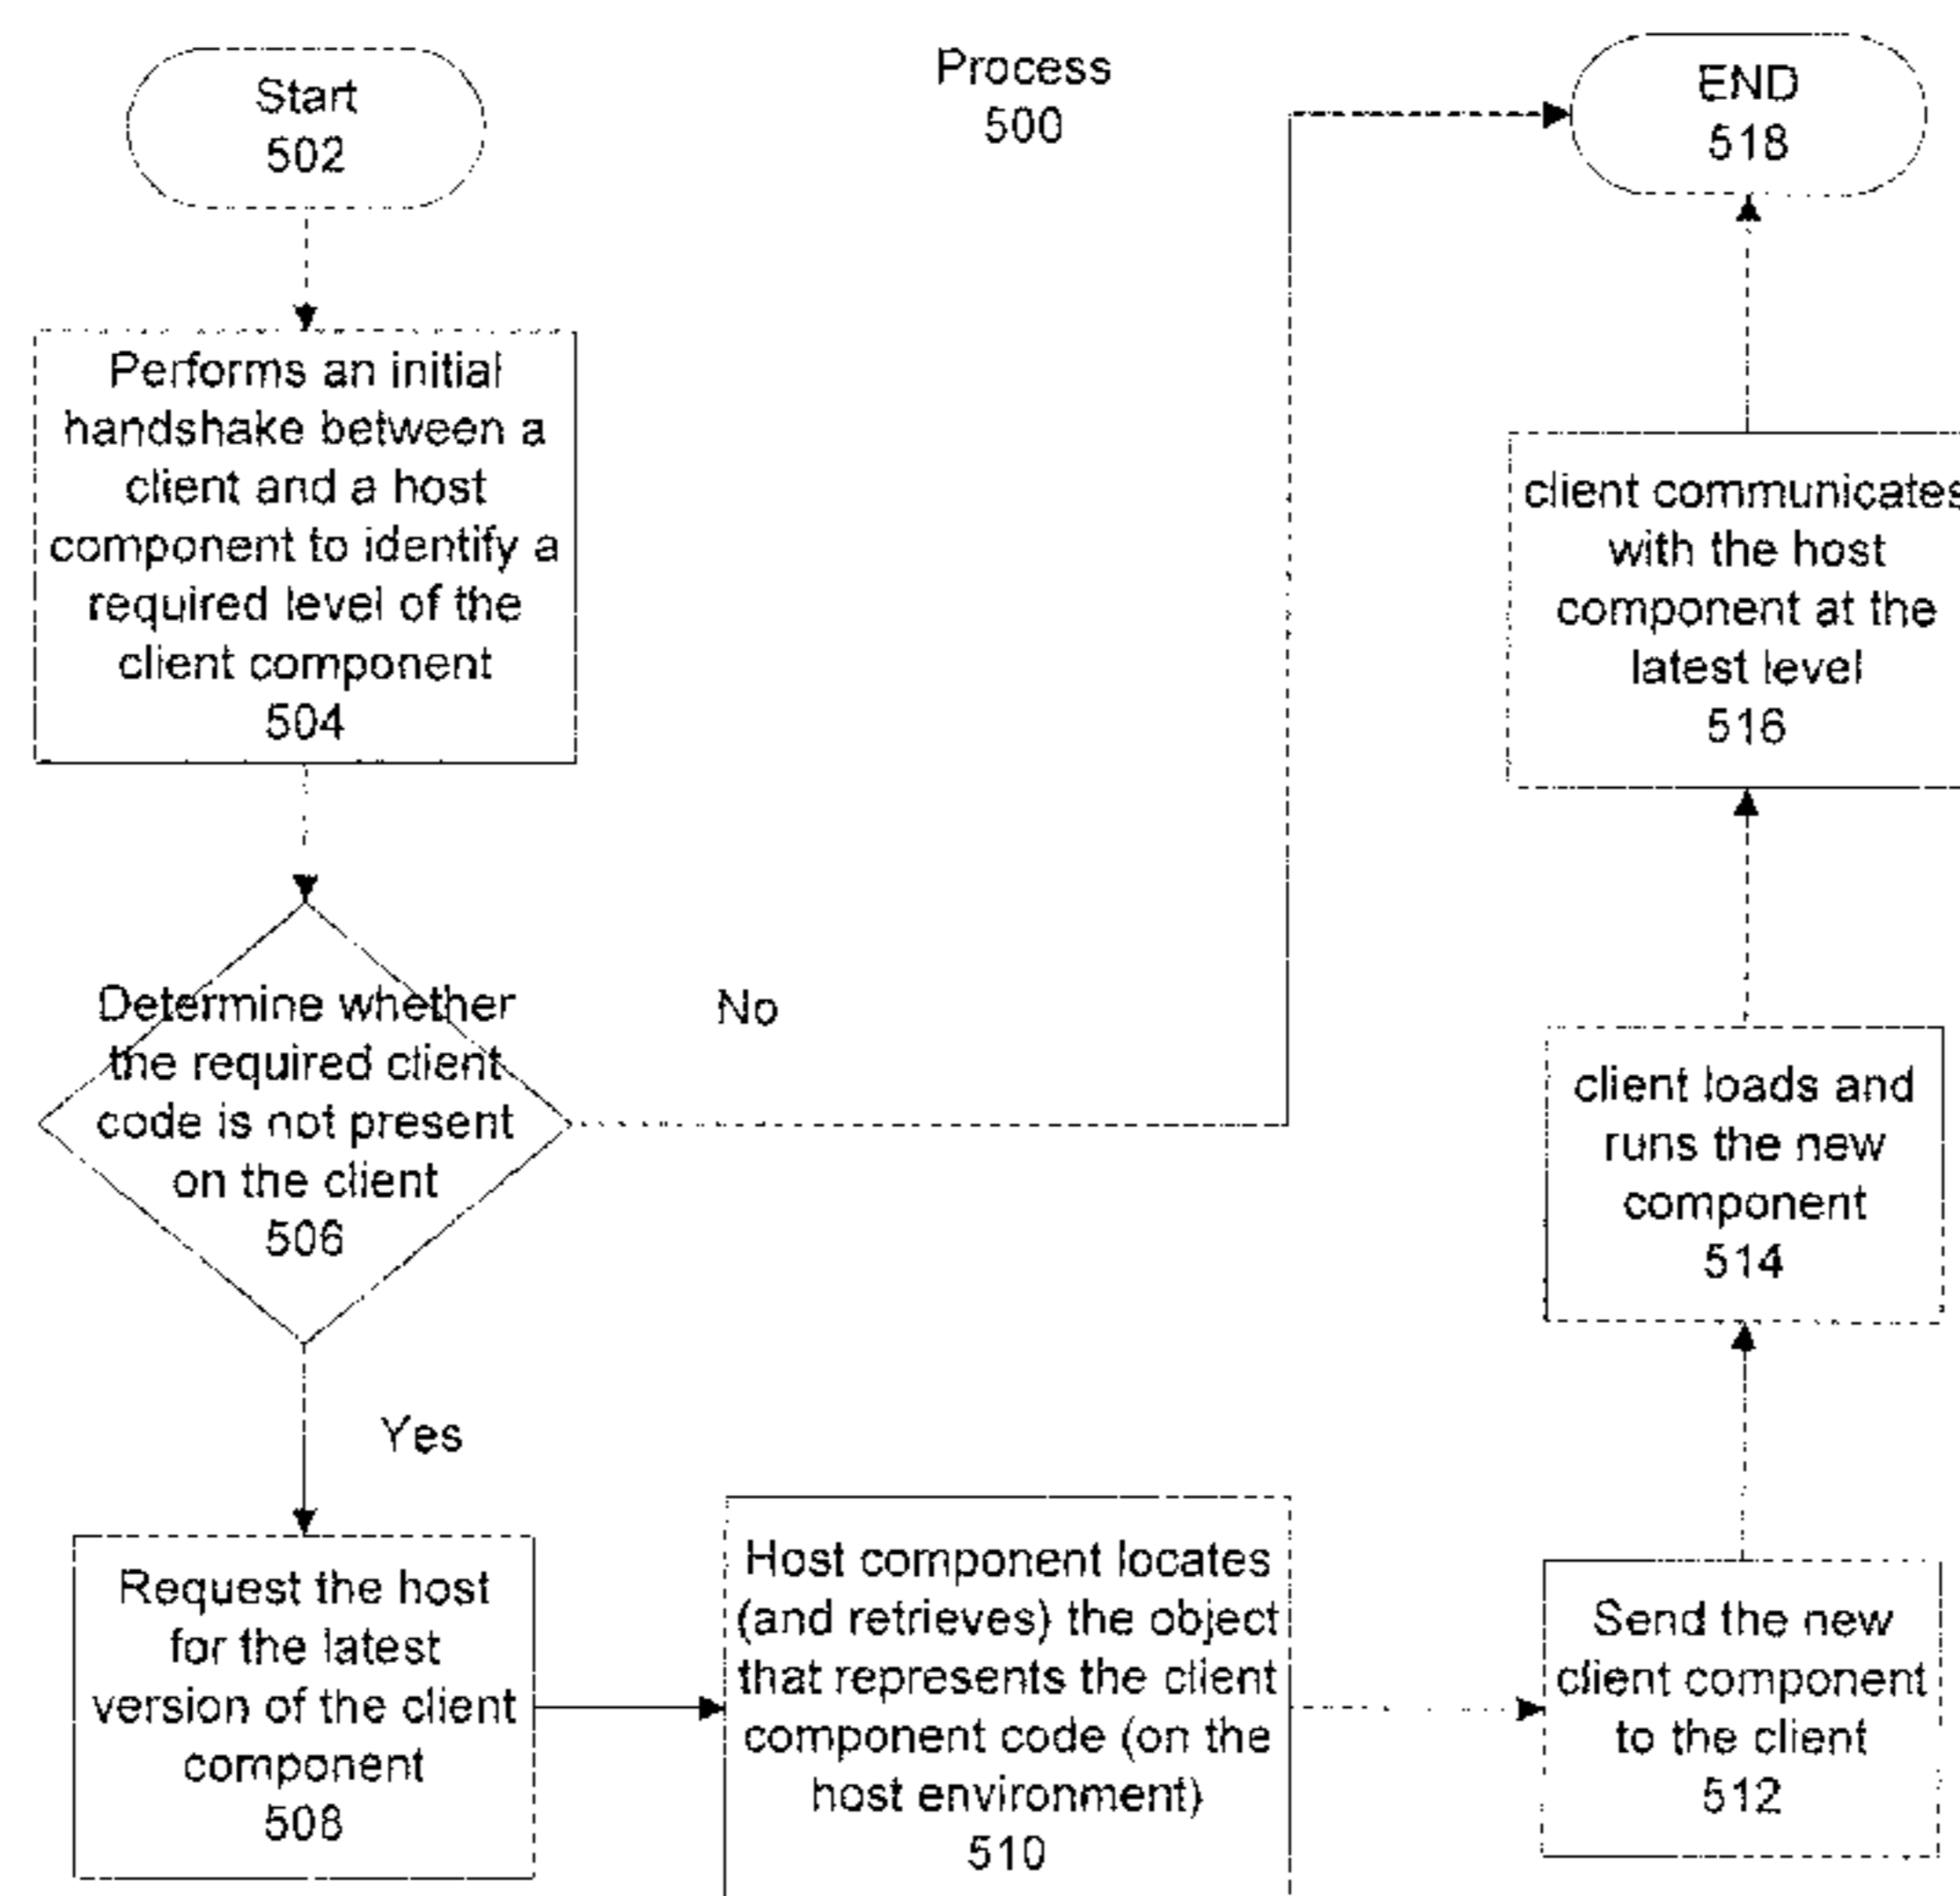 Process
500
Start
502
Performs an initial
handshake between a
client and a host
component to identify a
required level of the
client component
504
Determine whether
the required client
code is not present
on the client
506
No
Yes
Request the host
for the latest
version of the client
component
508
Host component locates
(and retrieves) the object
that represents the client
component code (on the
host environment)
510
Send the new
client component
to the client
512
client loads and
runs the new
component
514
client communicates
with the host
component at the
latest level
516
END
518